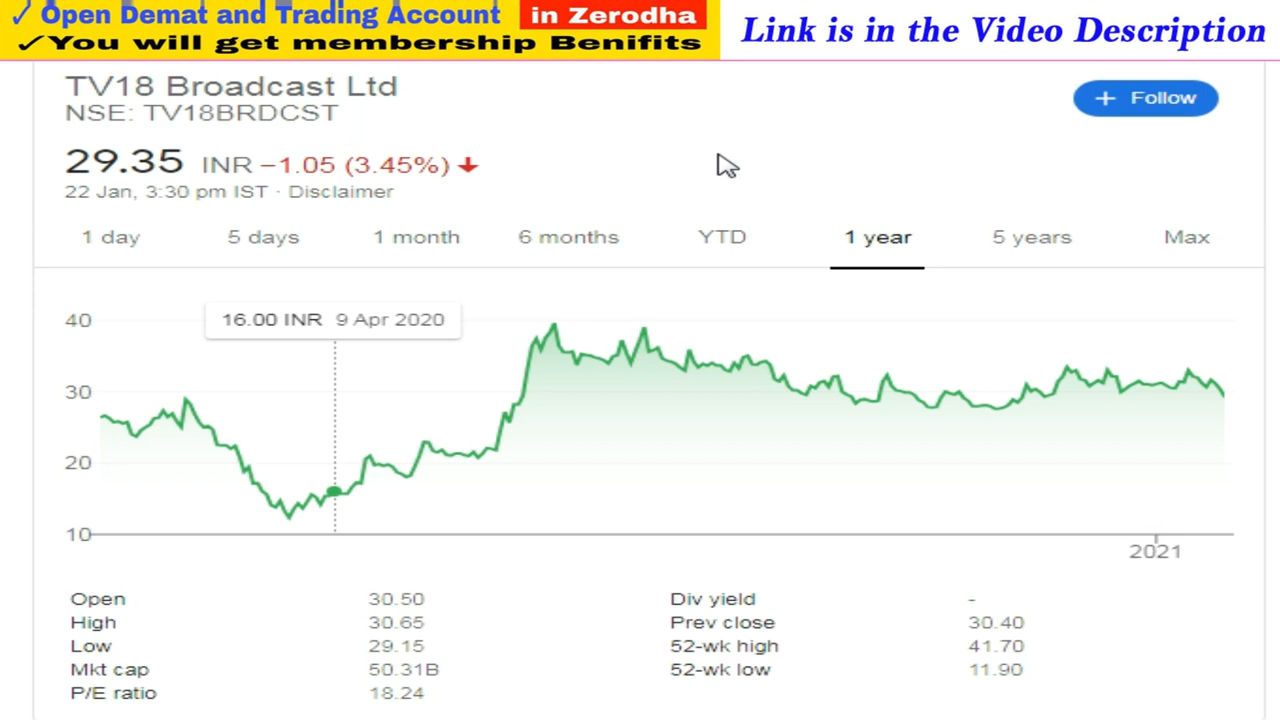 ✓ Open Demat and Trading Account in Zerodha
✓You will get membership Benifits
Link is in the Video Description
TV18 Broadcast Ltd
NSE: TV18BRDCST
+ Follow
29.35 INR −1.05 (3.45%) ↓
22 Jan, 3:30 pm IST · Disclaimer
1 day 5 days 1 month 6 months YTD 1 year 5 years Max
16.00 INR 9 Apr 2020
40
30
20
10
2021
Open 30.50 Div yield -
High 30.65 Prev close 30.40
Low 29.15 52-wk high 41.70
Mkt cap 50.31B 52-wk low 11.90
P/E ratio 18.24